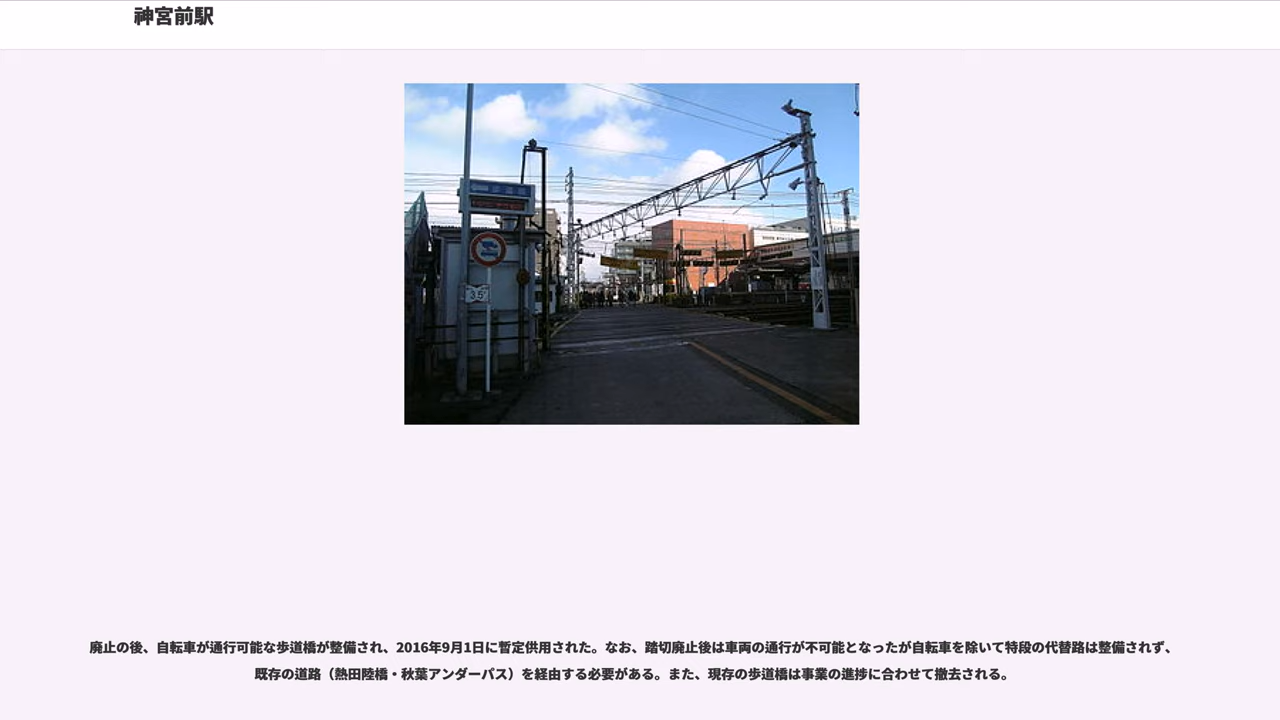 神宮前駅
3.5
廃止の後、自転車が通行可能な歩道橋が整備され、2016年9月1日に暫定供用された。なお、踏切廃止後は車両の通行が不可能となったが自転車を除いて特段の代替路は整備されず、
既存の道路（熱田陸橋・秋葉アンダーパス）を経由する必要がある。また、現存の歩道橋は事業の進捗に合わせて撤去される。